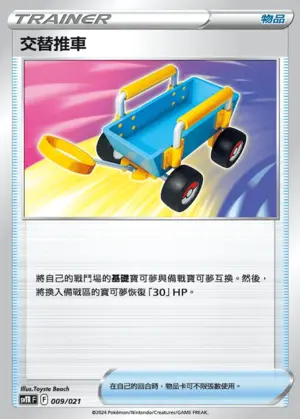 TRAINER 物品
交替推車
將自己的戰鬥場的基礎寶可夢與備戰寶可夢互換。然後,
將換入備戰區的寶可夢恢復「30」HP。
Illus.Toyste Beach
F 009/021
在自己的回合時,物品卡可不限張數使用。
©2024 Pokémon/Nintendo/Creatures/GAME FREAK.